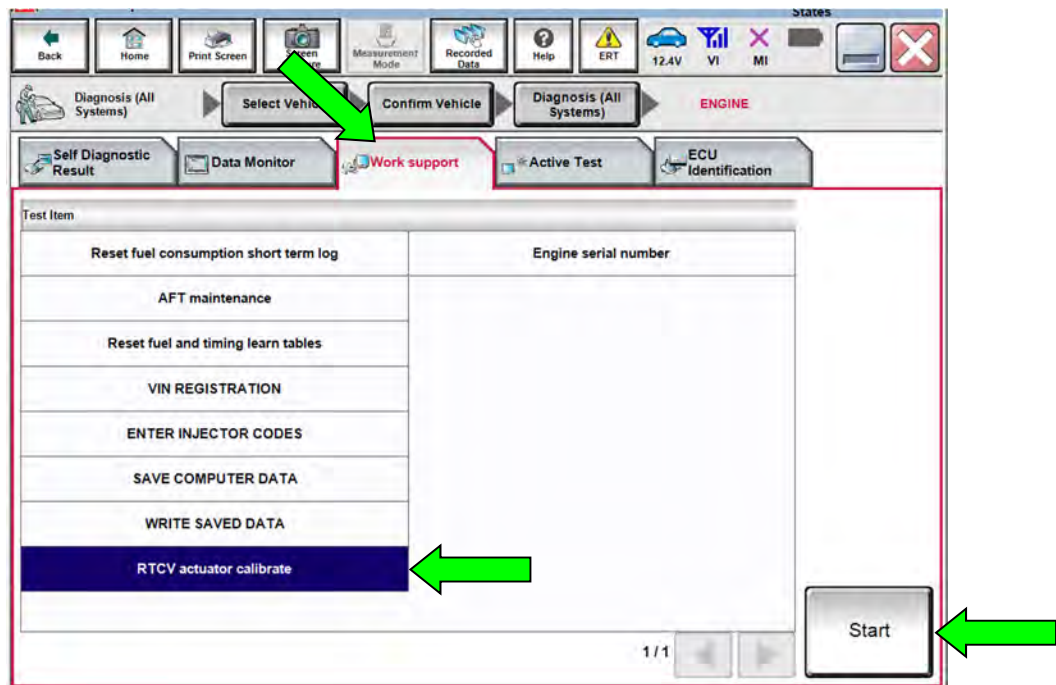 States
Back
Home
Print Screen
Screen
Measurement
Mode
Recorded
Data
Help
ERT
12.4V
VI
MI
Diagnosis (All
Systems)
Select
Confirm Vehicle
Diagnosis (All
Systems)
ENGINE
Self Diagnostic
Result
Data Monitor
Work support
Active Test
ECU
Identification
Test Item
Reset fuel consumption short term log
Engine serial number
AFT maintenance
Reset fuel and timing learn tables
VIN REGISTRATION
ENTER INJECTOR CODES
SAVE COMPUTER DATA
WRITE SAVED DATA
RTCV actuator calibrate
1/1
Start